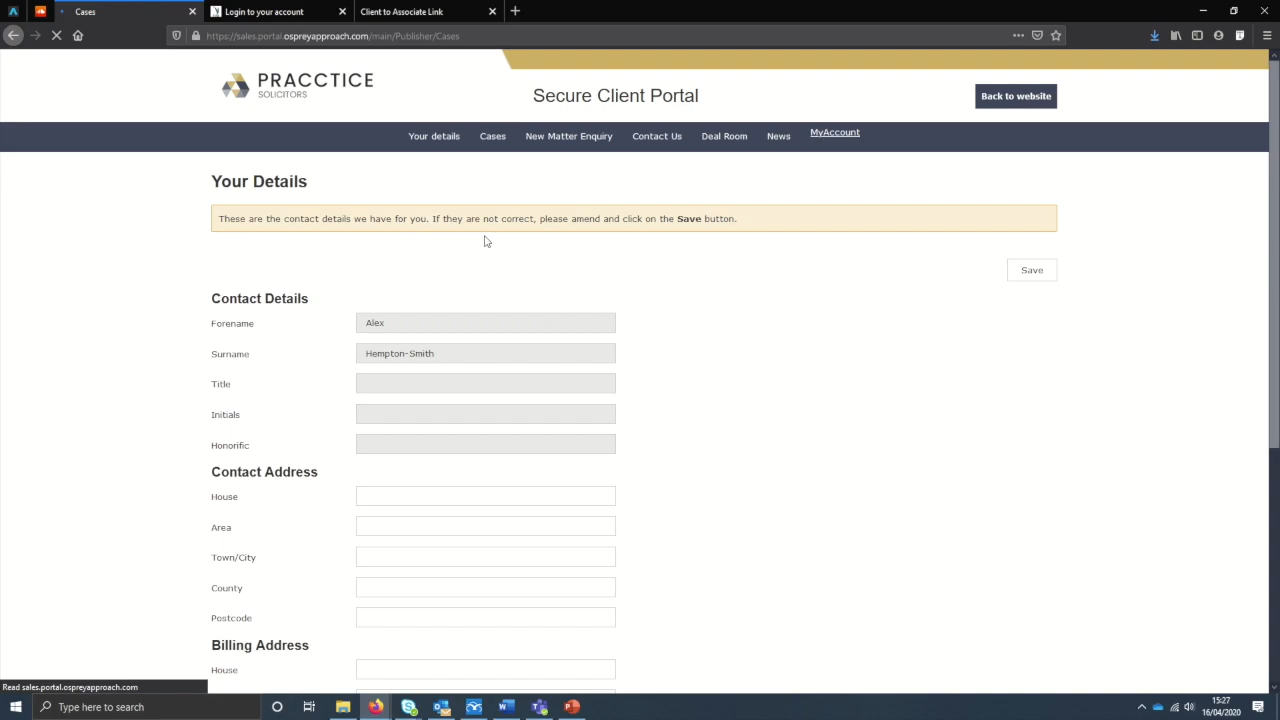 Cases
Login to your account
Client to Associate Link
https://sales.portal.ospreyapproach.com/main/Publisher/Cases
PRACCTICE
SOLICITORS
Secure Client Portal
Back to website
Your details
Cases
New Matter Enquiry
Contact Us
Deal Room
News
MyAccount
Your Details
These are the contact details we have for you. If they are not correct, please amend and click on the Save button.
Save
Contact Details
Forename
Alex
Surname
Hempton-Smith
Title
Initials
Honorific
Contact Address
House
Area
Town/City
County
Postcode
Billing Address
House
Read sales.portal.ospreyapproach.com
Type here to search
15:27
16/04/2020